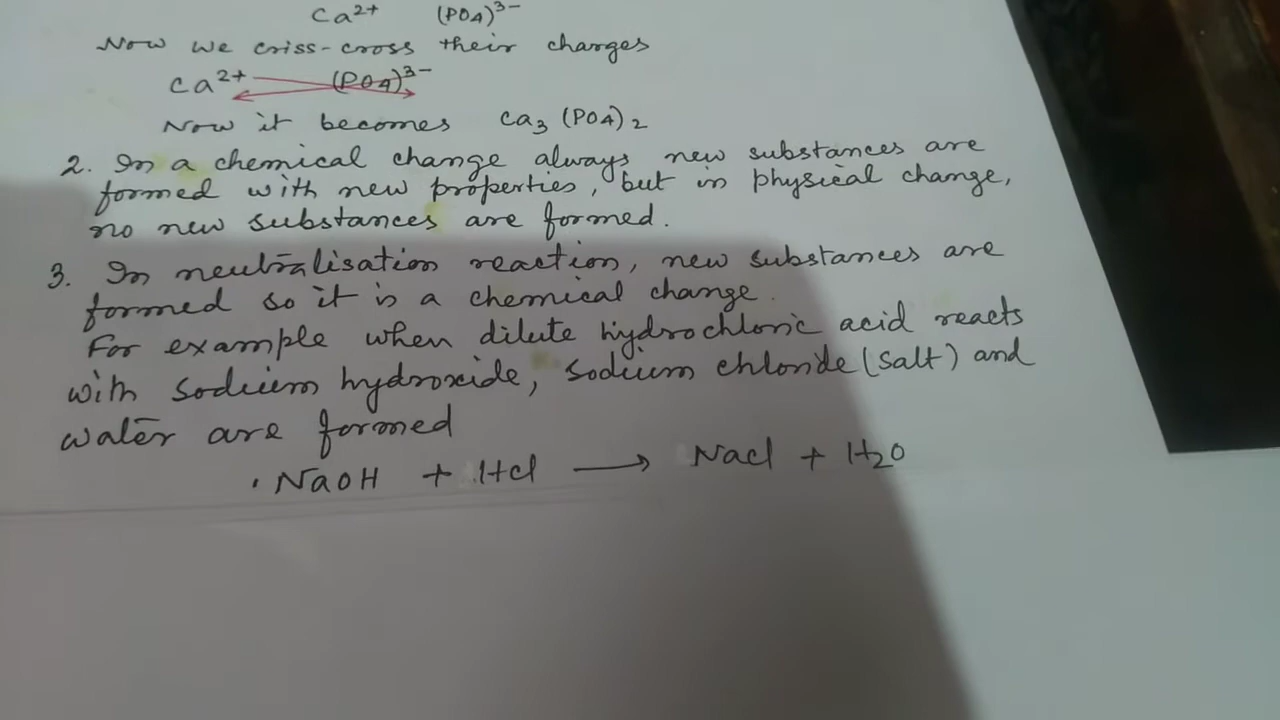 Ca²⁺ (PO₄)³⁻
Now we criss-cross their charges
Ca²⁺ (PO₄)³⁻
Now it becomes Ca₃ (PO₄)₂
2. In a chemical change always new substances are
formed with new properties, but in physical change,
no new substances are formed.
3. In neutralisation reaction, new substances are
formed so it is a chemical change.
For example when dilute hydrochloric acid reacts
with sodium hydroxide, sodium chloride (salt) and
water are formed
NaOH + HCl ⟶ NaCl + H₂O